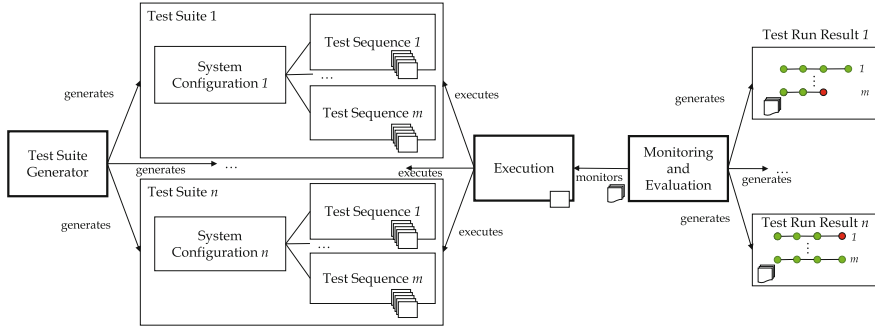 Test Suite 1
System
Configuration 1
Test Sequence 1
...
Test Sequence m
generates
executes
Test Suite
Generator
generates
...
executes
Execution
monitors
Monitoring
and
Evaluation
generates
Test Run Result 1
1
⋮
m
generates
...
Test Suite n
System
Configuration n
Test Sequence 1
...
Test Sequence m
generates
executes
generates
Test Run Result n
1
⋮
m